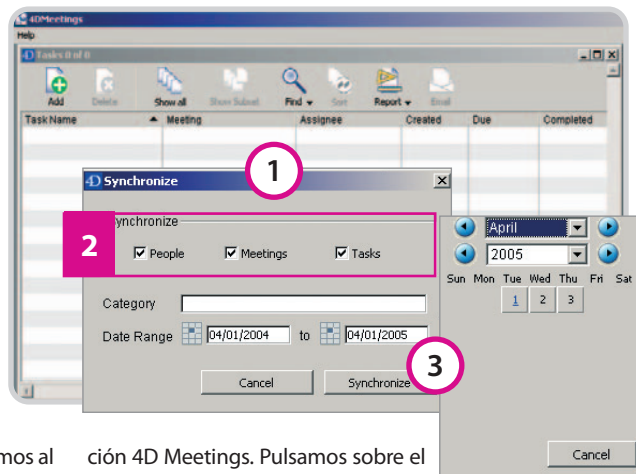 4DMeetings
Help
Tasks 0 of 0
Add Delete Show all Show Subset Find Sort Report Email
Task Name Meeting Assignee Created Due Completed
1
Synchronize
2
ynchronize
People Meetings Tasks
Category
Date Range 04/01/2004 to 04/01/2005
Cancel Synchronize
3
April
2005
Sun Mon Tue Wed Thu Fri Sat
1 2 3
Cancel
mos al
ción 4D Meetings. Pulsamos sobre el